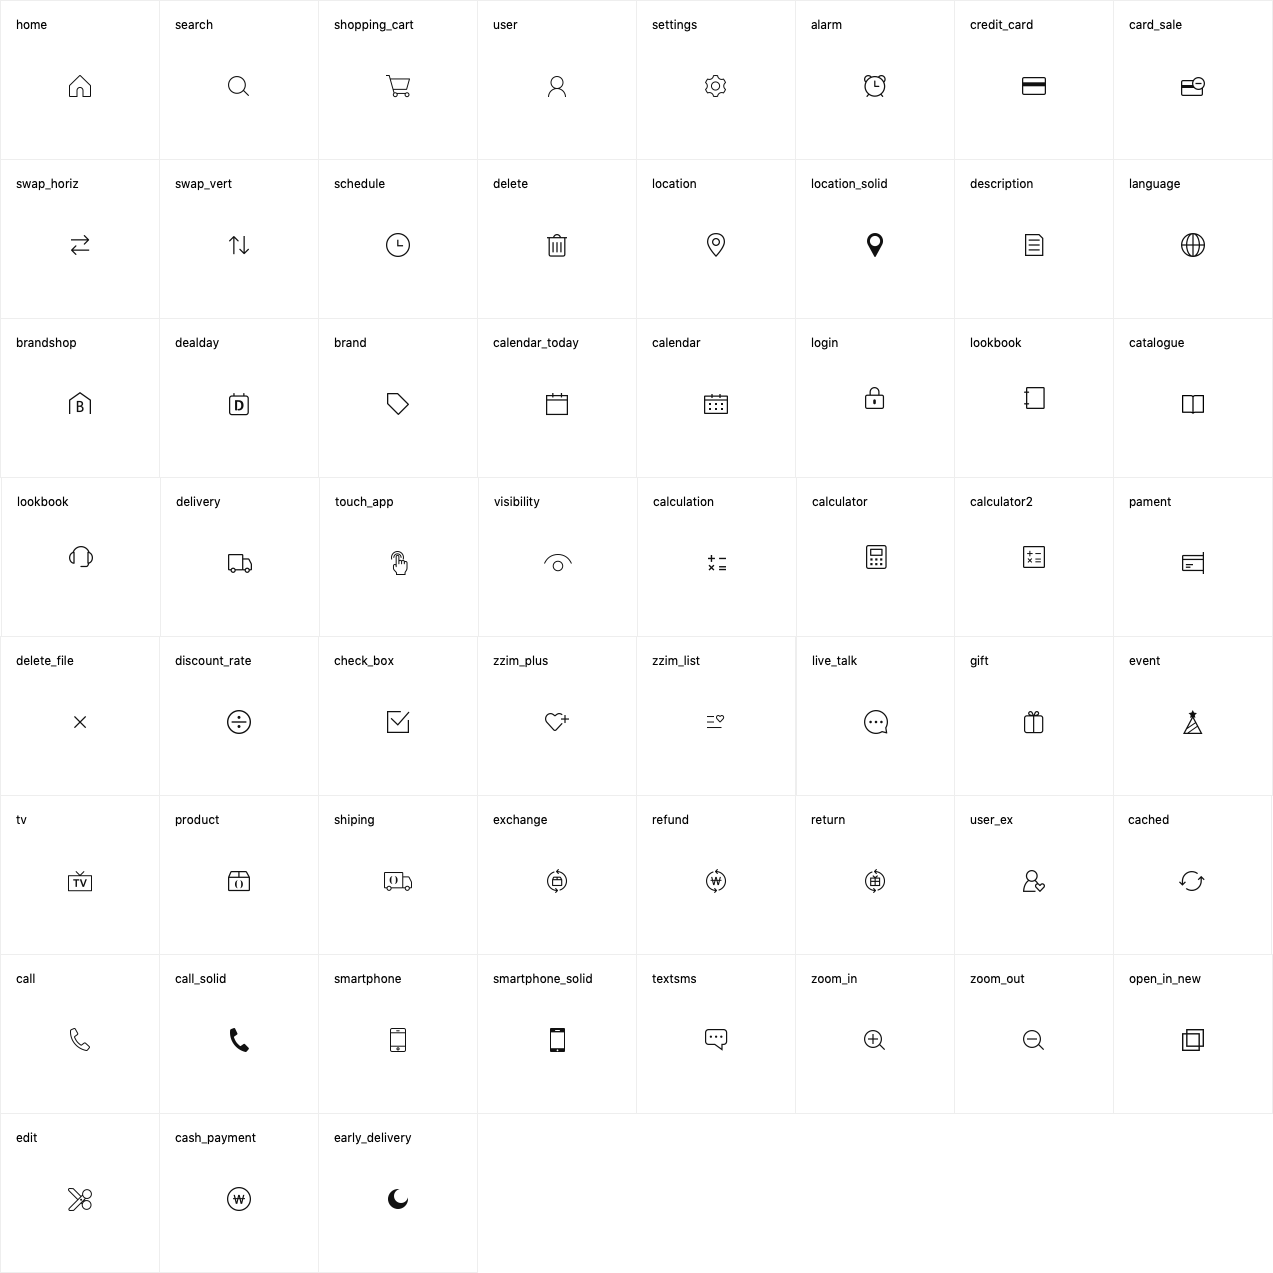 home search shopping_cart user settings alarm credit_card card_sale
swap_horiz swap_vert schedule delete location location_solid description language
brandshop dealday brand calendar_today calendar login lookbook catalogue
B D
lookbook delivery touch_app visibility calculation calculator calculator2 pament
delete_file discount_rate check_box zzim_plus zzim_list live_talk gift event
tv product shiping exchange refund return user_ex cached
TV () () ₩
call call_solid smartphone smartphone_solid textsms zoom_in zoom_out open_in_new
edit cash_payment early_delivery
₩